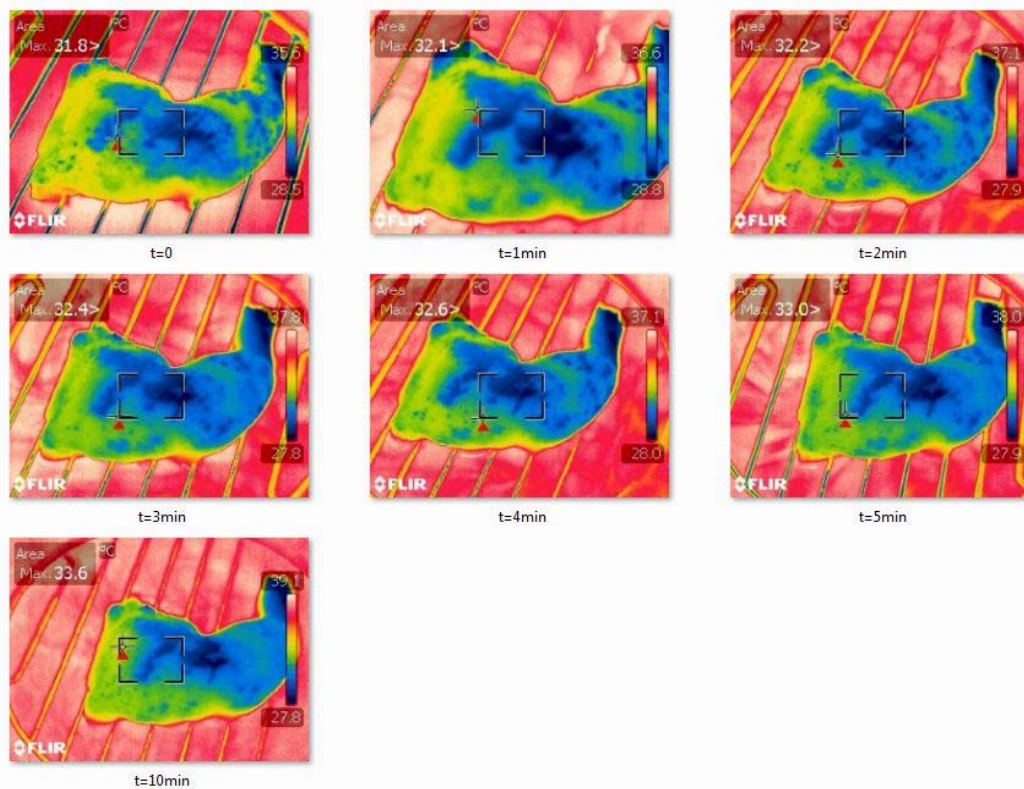 Area
°C
Max. 31.8>
35.6
28.5
FLIR
t=0
Area
°C
Max. 32.1>
36.6
28.8
FLIR
t=1min
Area
°C
Max. 32.2>
37.1
27.9
FLIR
t=2min
Area
°C
Max. 32.4>
37.8
27.8
FLIR
t=3min
Area
°C
Max. 32.6>
37.1
28.0
FLIR
t=4min
Area
°C
Max. 33.0>
38.0
27.9
FLIR
t=5min
Area
°C
Max. 33.6
39.1
27.8
FLIR
t=10min